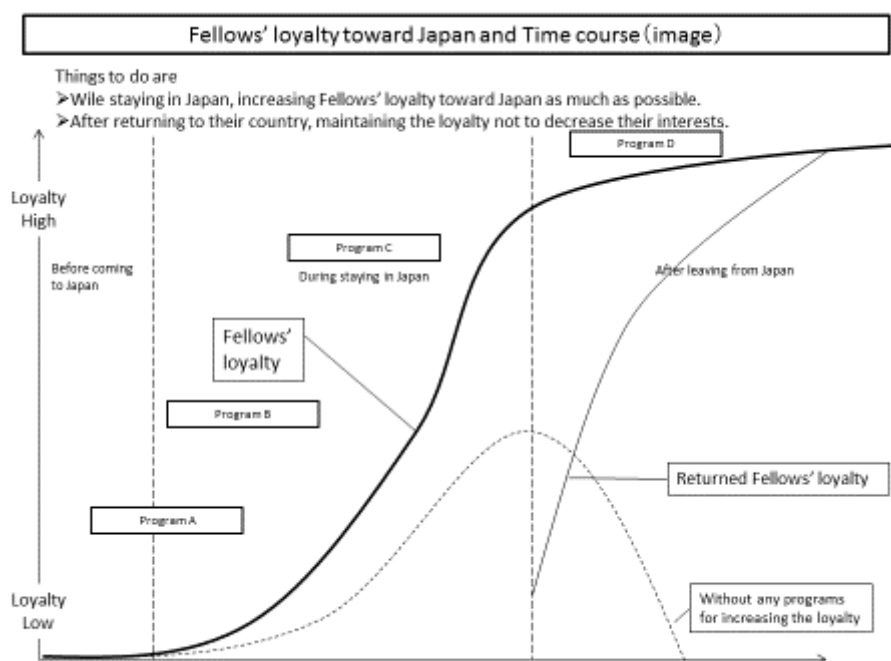 Fellows' loyalty toward Japan and Time course(image)
Things to do are
➢Wile staying in Japan, increasing Fellows' loyalty toward Japan as much as possible.
➢After returning to their country, maintaining the loyalty not to decrease their interests.
Program D
Loyalty
High
Program C
Before coming
to Japan
During staying in Japan
After leaving from Japan
Fellows'
loyalty
Program B
Returned Fellows' loyalty
Program A
Loyalty
Low
Without any programs
for increasing the loyalty